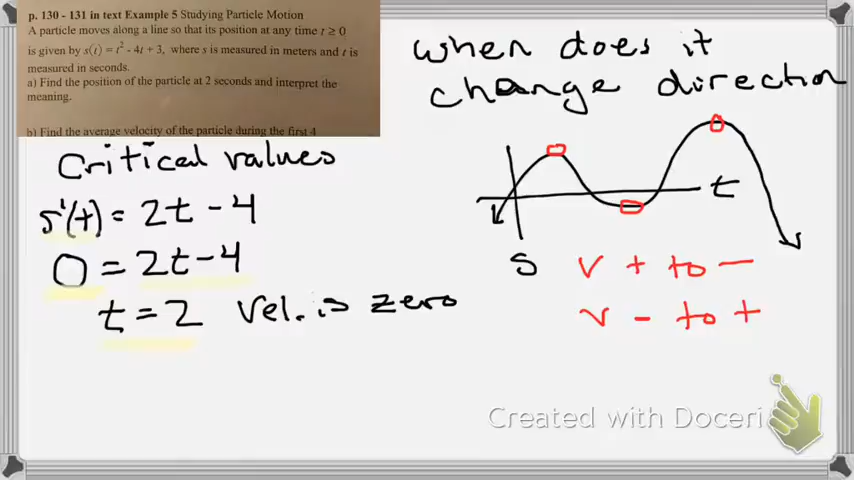 p. 130 - 131 in text Example 5 Studying Particle Motion
A particle moves along a line so that its position at any time t ≥ 0
is given by s(t) = t² - 4t + 3, where s is measured in meters and t is
measured in seconds.
a) Find the position of the particle at 2 seconds and interpret the
meaning.
b) Find the average velocity of the particle during the first 4
when does it
change direction
Critical values
s'(t) = 2t - 4
0 = 2t - 4
t = 2 Vel. is zero
t
s
v + to -
v - to +
Created with Doceri